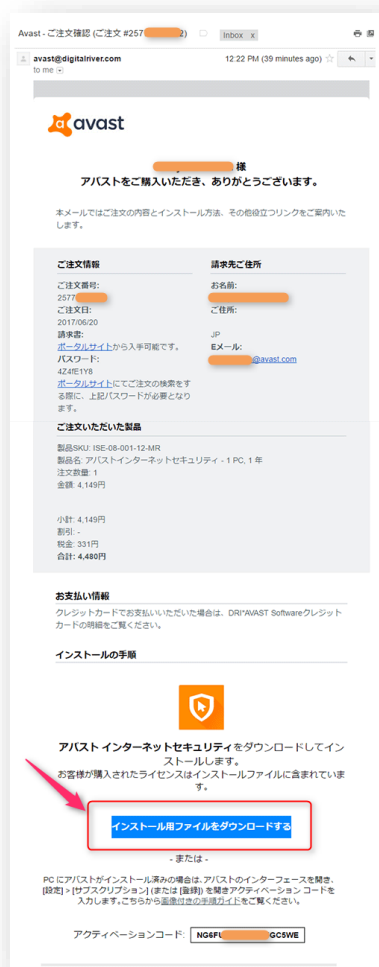 Avast - ご注文確認 (ご注文 #257 2)
Inbox x
avast@digitalriver.com
12:22 PM (39 minutes ago)
to me
avast
様
アバストをご購入いただき、ありがとうございます。
本メールではご注文の内容とインストール方法、その他役立つリンクをご案内いた
します。
ご注文情報
ご注文番号:
2577
ご注文日:
2017/06/20
請求書:
ポータルサイトから入手可能です。
パスワード:
4Z4fE1Y8
ポータルサイトにてご注文の検索をす
る際に、上記パスワードが必要となり
ます。
請求先ご住所
お名前:
ご住所:
JP
Eメール:
@avast.com
ご注文いただいた製品
製品SKU: ISE-08-001-12-MR
製品名: アバストインターネットセキュリティ - 1 PC, 1 年
注文数量: 1
金額: 4,149円
小計: 4,149円
割引: -
税金: 331円
合計: 4,480円
お支払い情報
クレジットカードでお支払いいただいた場合は、DRI*AVAST Softwareクレジット
カードの明細をご覧ください。
インストールの手順
アバスト インターネットセキュリティをダウンロードしてイン
ストールします。
お客様が購入されたライセンスはインストールファイルに含まれていま
す。
インストール用ファイルをダウンロードする
- または -
PC にアバストがインストール済みの場合は、アバストのインターフェースを開き、
[設定] > [サブスクリプション] (または [登録]) を開きアクティベーション コードを
入力します。こちらから画像付きの手順ガイドをご覧ください。
アクティベーションコード: NG6FU GC5WE